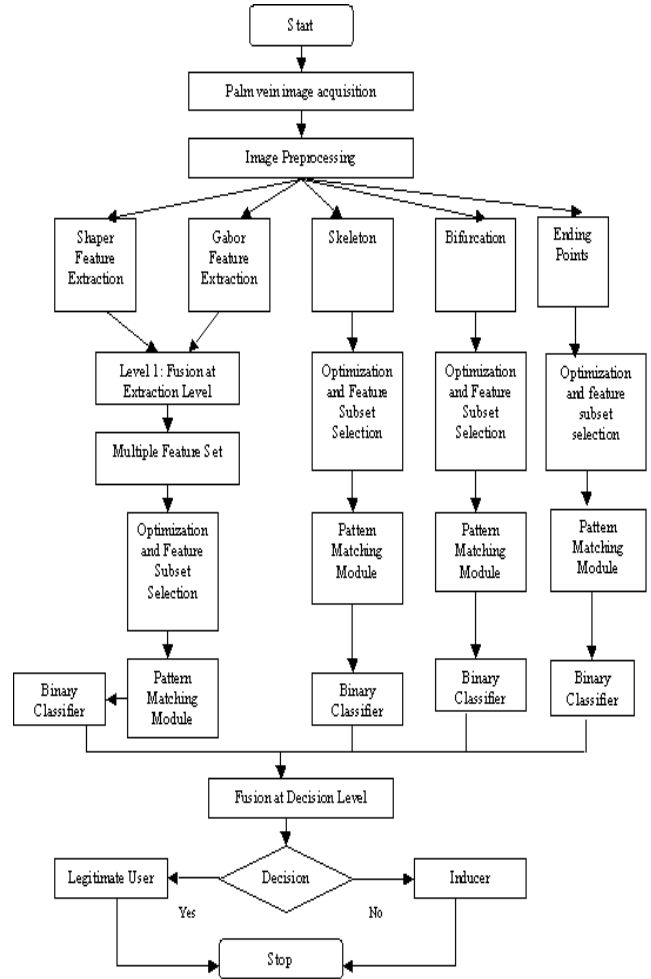 Start
Palm vein image acquisition
Image Preprocessing
Shaper
Feature
Extraction
Gabor
Feature
Extraction
Skeleton
Bifurcation
Ending
Points
Level 1: Fusion at
Extraction Level
Multiple Feature Set
Optimization
and Feature
Subset
Selection
Pattern
Matching
Module
Binary
Classifier
Optimization
and Feature
Subset
Selection
Pattern
Matching
Module
Binary
Classifier
Optimization
and Feature
Subset
Selection
Pattern
Matching
Module
Binary
Classifier
Optimization
and feature
subset
selection
Pattern
Matching
Module
Binary
Classifier
Fusion at Decision Level
Legitimate User
Decision
Inducer
Yes
No
Stop